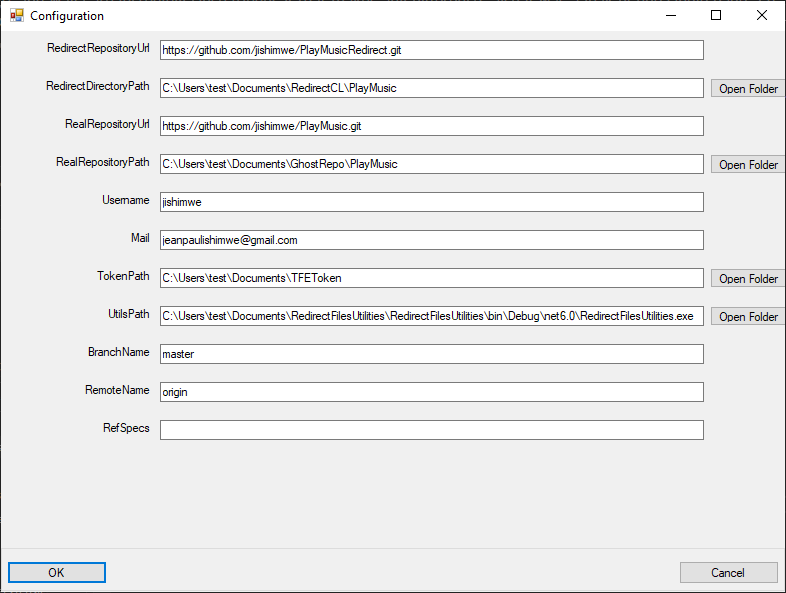 Configuration
RedirectRepositoryUrl https://github.com/jishimwe/PlayMusicRedirect.git
RedirectDirectoryPath C:\Users\test\Documents\RedirectCL\PlayMusic Open Folder
RealRepositoryUrl https://github.com/jishimwe/PlayMusic.git
RealRepositoryPath C:\Users\test\Documents\GhostRepo\PlayMusic Open Folder
Username jishimwe
Mail jeanpaulishimwe@gmail.com
TokenPath C:\Users\test\Documents\TFEToken Open Folder
UtilsPath C:\Users\test\Documents\RedirectFilesUtilities\RedirectFilesUtilities\bin\Debug\net6.0\RedirectFilesUtilities.exe Open Folder
BranchName master
RemoteName origin
RefSpecs
OK Cancel